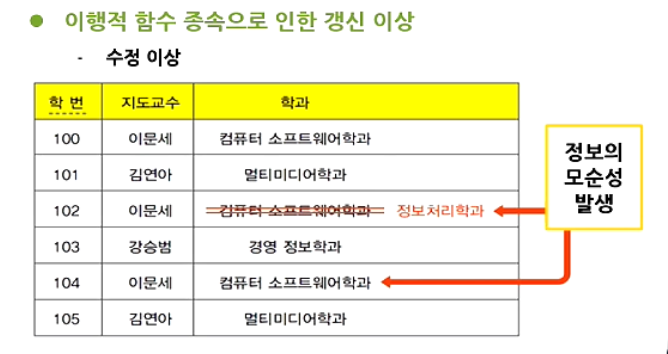 ● 이행적 함수 종속으로 인한 갱신 이상
- 수정 이상
학 번 지도교수 학과
100 이문세 컴퓨터 소프트웨어학과
101 김연아 멀티미디어학과
102 이문세 컴퓨터 소프트웨어학과 정보처리학과
103 강승범 경영 정보학과
104 이문세 컴퓨터 소프트웨어학과
105 김연아 멀티미디어학과
정보의
모순성
발생